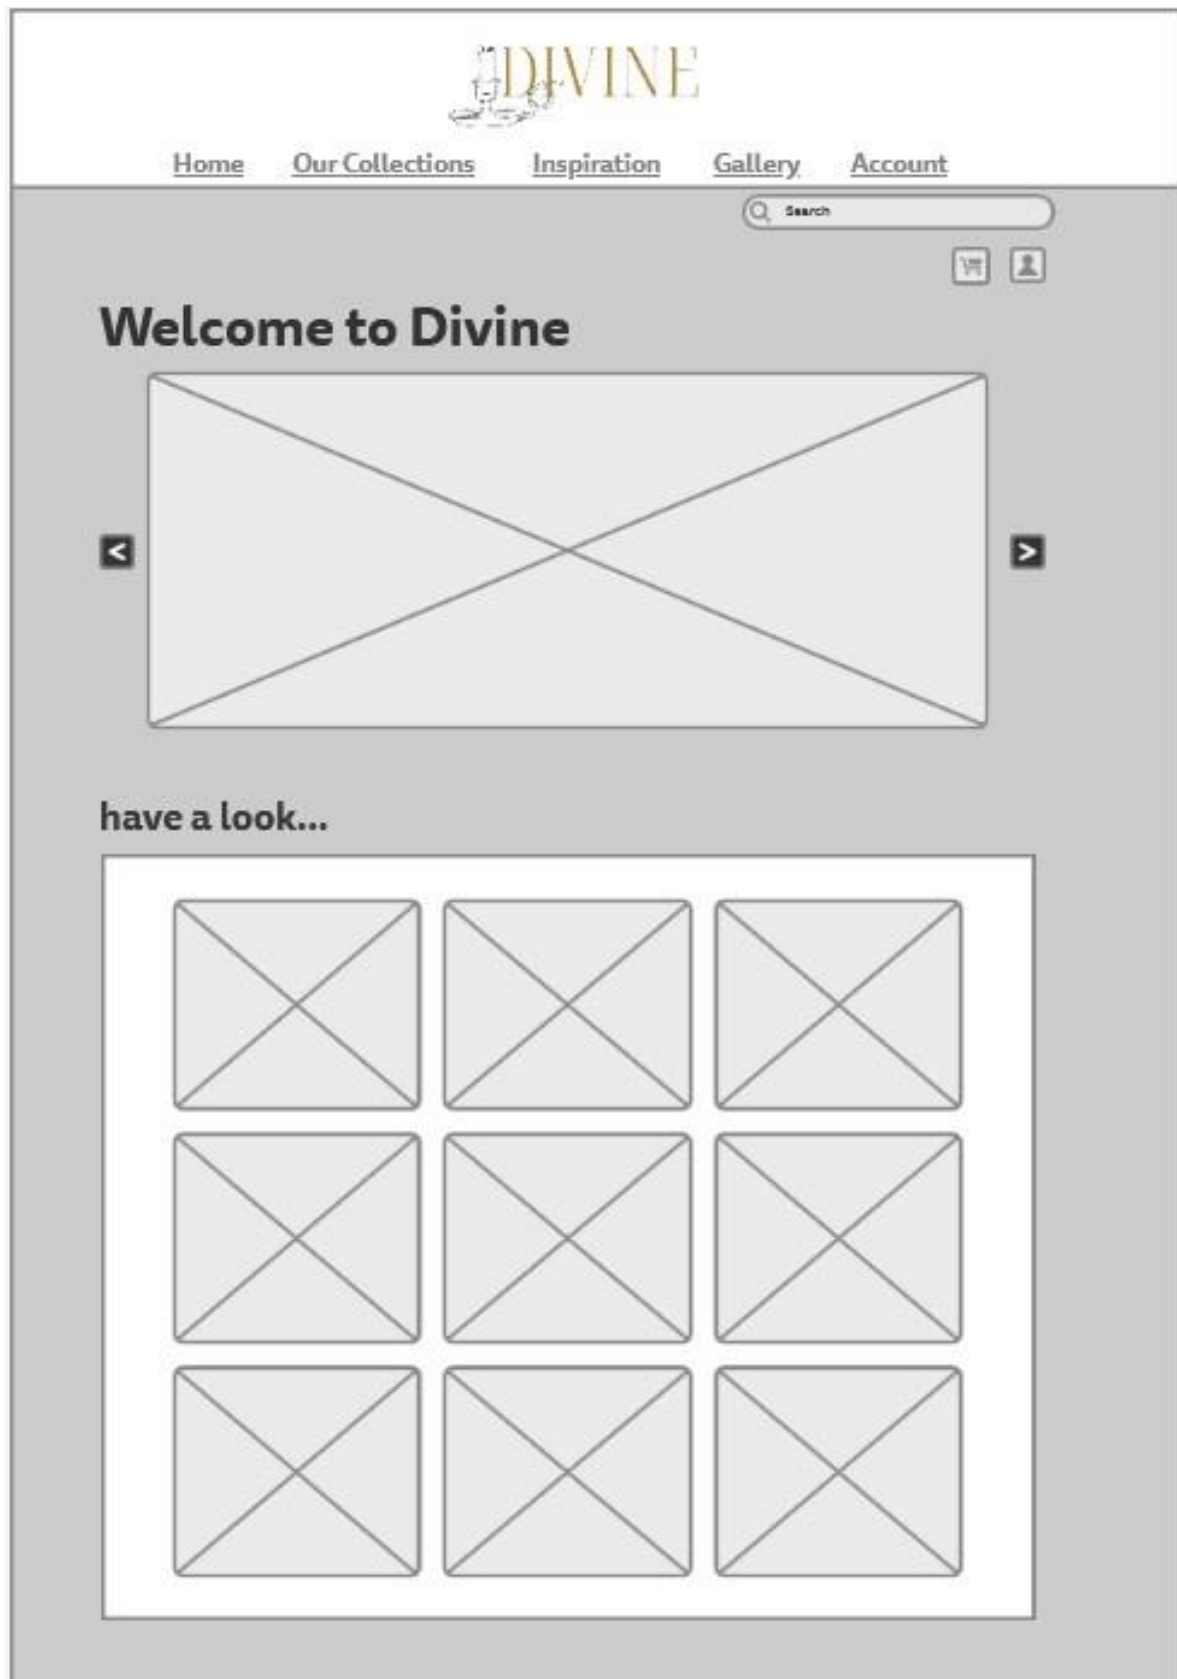 DIVINE
Home Our Collections Inspiration Gallery Account
Search
Welcome to Divine
< >
have a look...